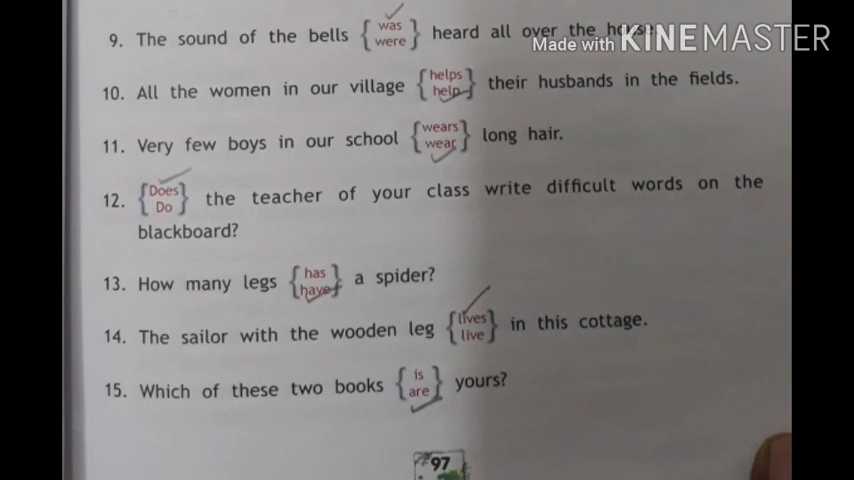 9. The sound of the bells { was were } heard all over the house.
Made with KINEMASTER
10. All the women in our village { helps help } their husbands in the fields.
11. Very few boys in our school { wears wear } long hair.
12. { Does Do } the teacher of your class write difficult words on the
blackboard?
13. How many legs { has have } a spider?
14. The sailor with the wooden leg { lives live } in this cottage.
15. Which of these two books { is are } yours?
97